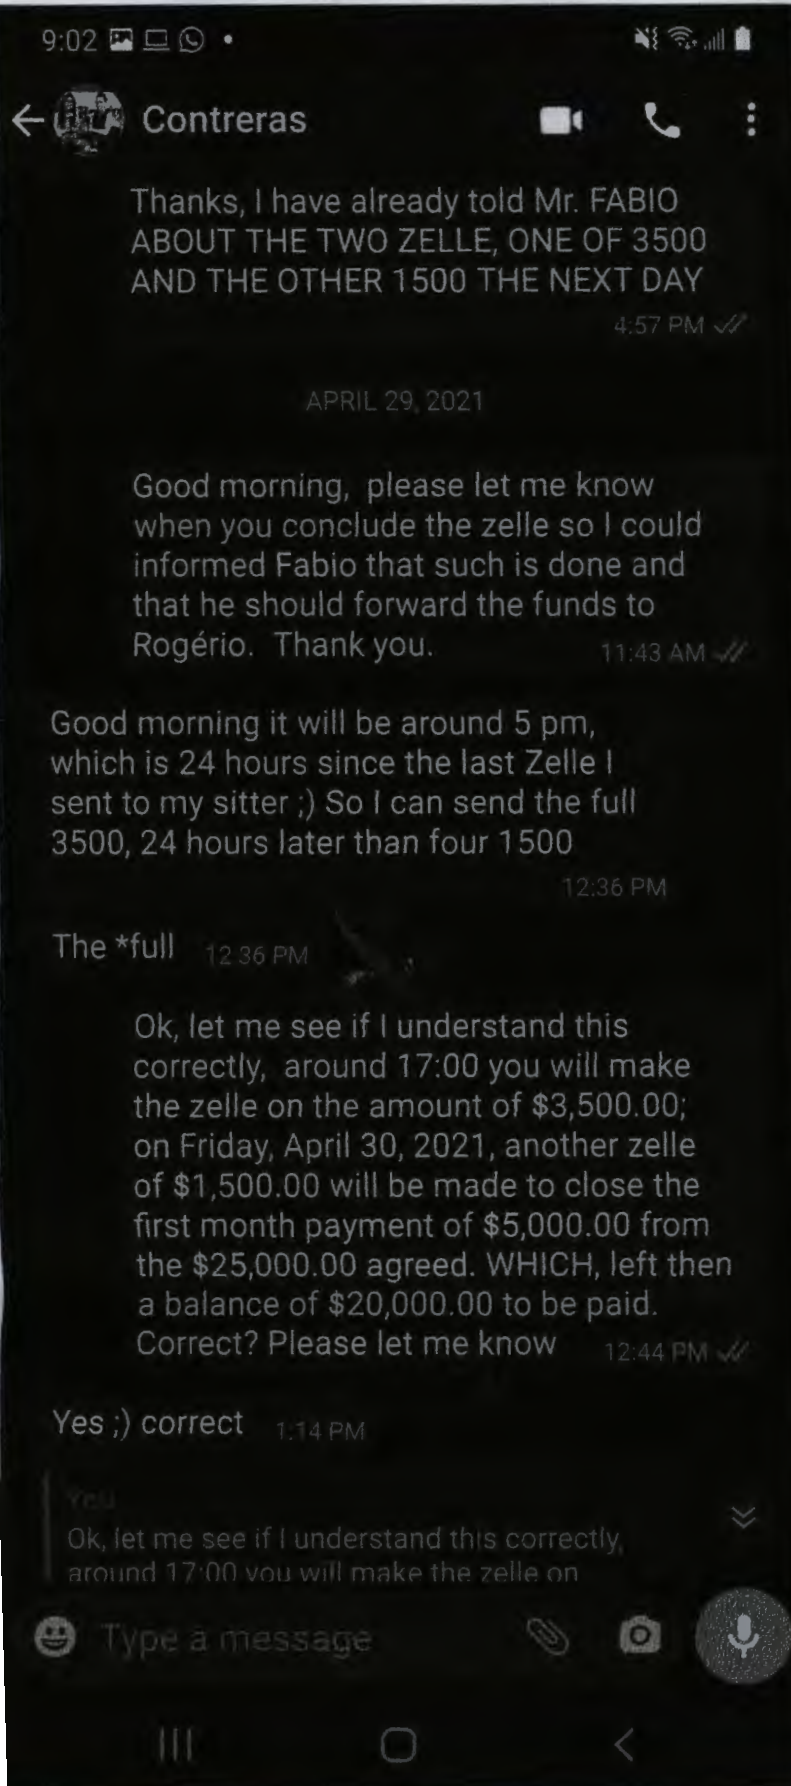 9:02
Contreras
Thanks, I have already told Mr. FABIO
ABOUT THE TWO ZELLE, ONE OF 3500
AND THE OTHER 1500 THE NEXT DAY
4:57 PM
APRIL 29, 2021
Good morning,  please let me know
when you conclude the zelle so I could
informed Fabio that such is done and
that he should forward the funds to
Rogério.  Thank you.
11:43 AM
Good morning it will be around 5 pm,
which is 24 hours since the last Zelle I
sent to my sitter ;) So I can send the full
3500, 24 hours later than four 1500
12:36 PM
The *full 12:36 PM
Ok, let me see if I understand this
correctly,  around 17:00 you will make
the zelle on the amount of $3,500.00;
on Friday, April 30, 2021, another zelle
of $1,500.00 will be made to close the
first month payment of $5,000.00 from
the $25,000.00 agreed. WHICH, left then
a balance of $20,000.00 to be paid.
Correct? Please let me know 12:44 PM
Yes ;) correct 1:14 PM
You
Ok, let me see if I understand this correctly,
around 17:00 you will make the zelle on
Type a message